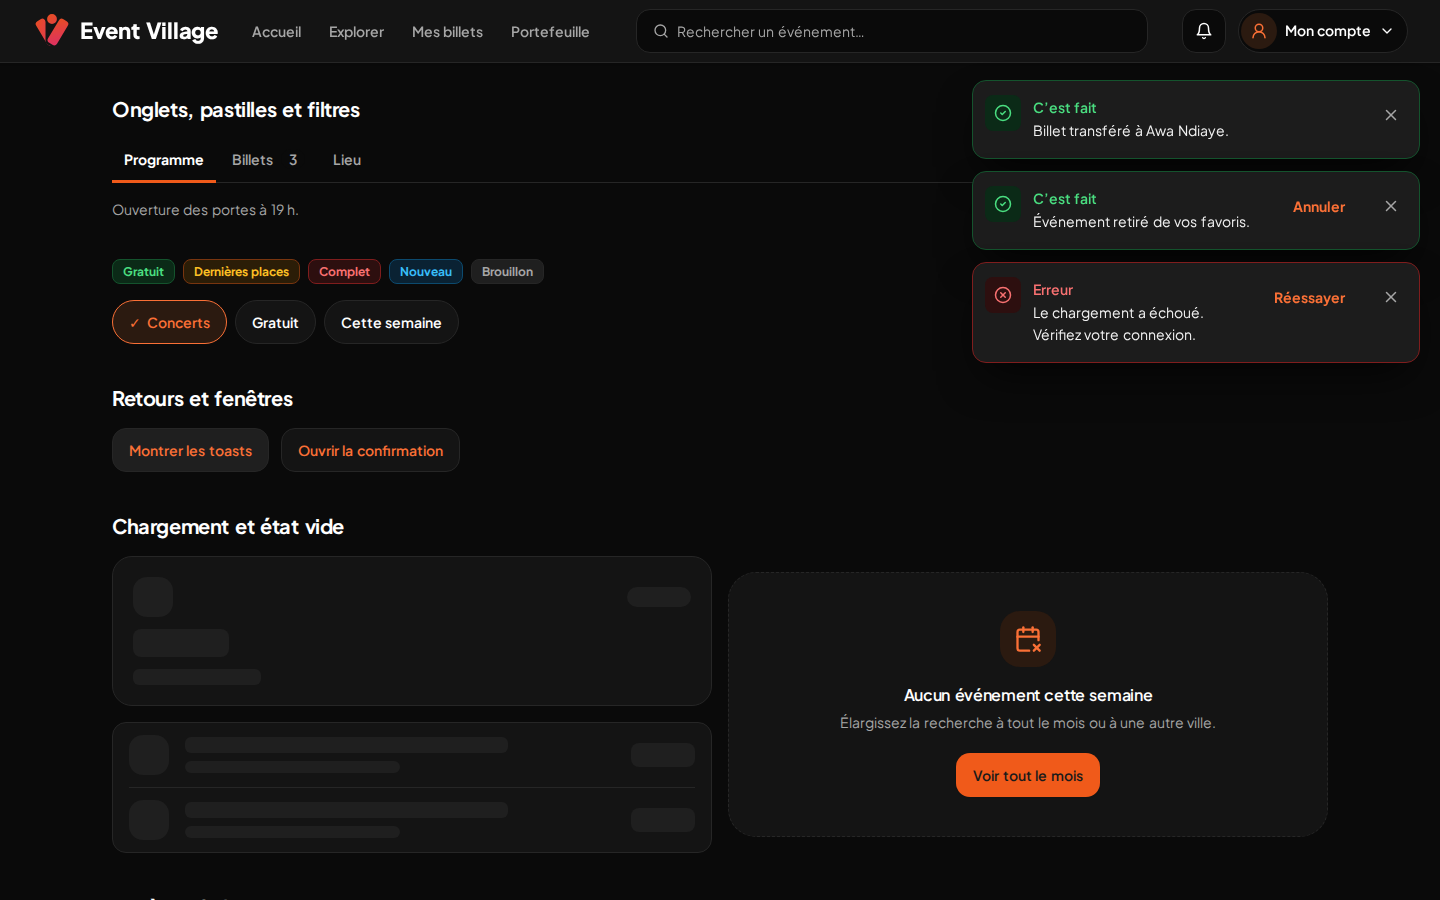 Event Village
Accueil
Explorer
Mes billets
Portefeuille
Rechercher un événement…
Mon compte
Onglets, pastilles et filtres
Programme
Billets 3
Lieu
Ouverture des portes à 19 h.
Gratuit
Dernières places
Complet
Nouveau
Brouillon
✓ Concerts
Gratuit
Cette semaine
C’est fait
Billet transféré à Awa Ndiaye.
C’est fait
Événement retiré de vos favoris.
Annuler
Erreur
Le chargement a échoué.
Vérifiez votre connexion.
Réessayer
Retours et fenêtres
Montrer les toasts
Ouvrir la confirmation
Chargement et état vide
Aucun événement cette semaine
Élargissez la recherche à tout le mois ou à une autre ville.
Voir tout le mois